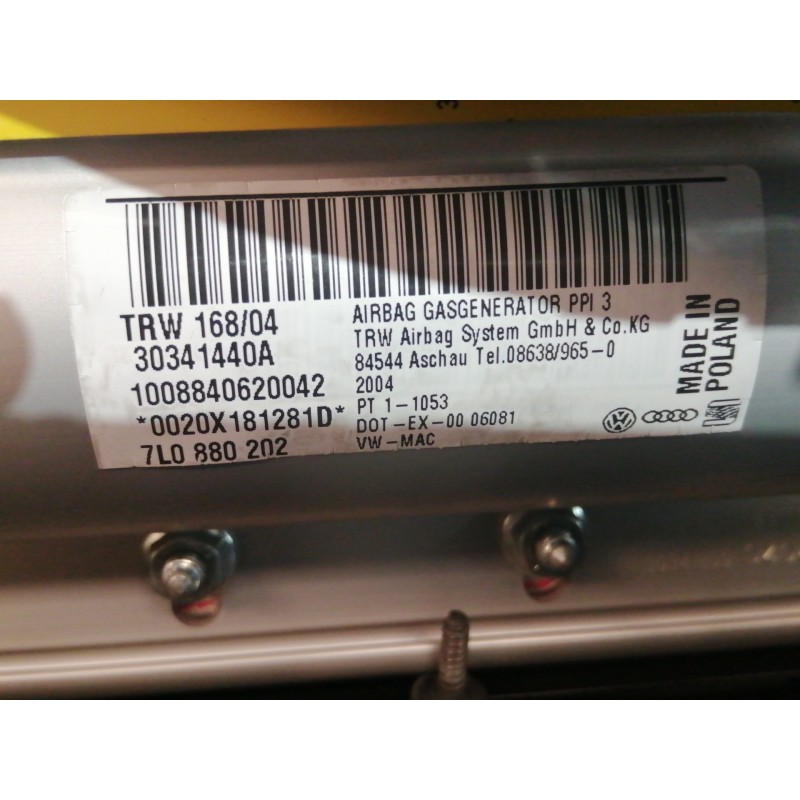 TRW 168/04
30341440A
1008840620042
*0020X181281D*
7L0 880 202
AIRBAG GASGENERATOR PPI 3
TRW Airbag System GmbH & Co.KG
84544 Aschau Tel.08638/965-0
2004
PT 1-1053
DOT-EX-00 06081
VW-MAC
MADE IN
POLAND